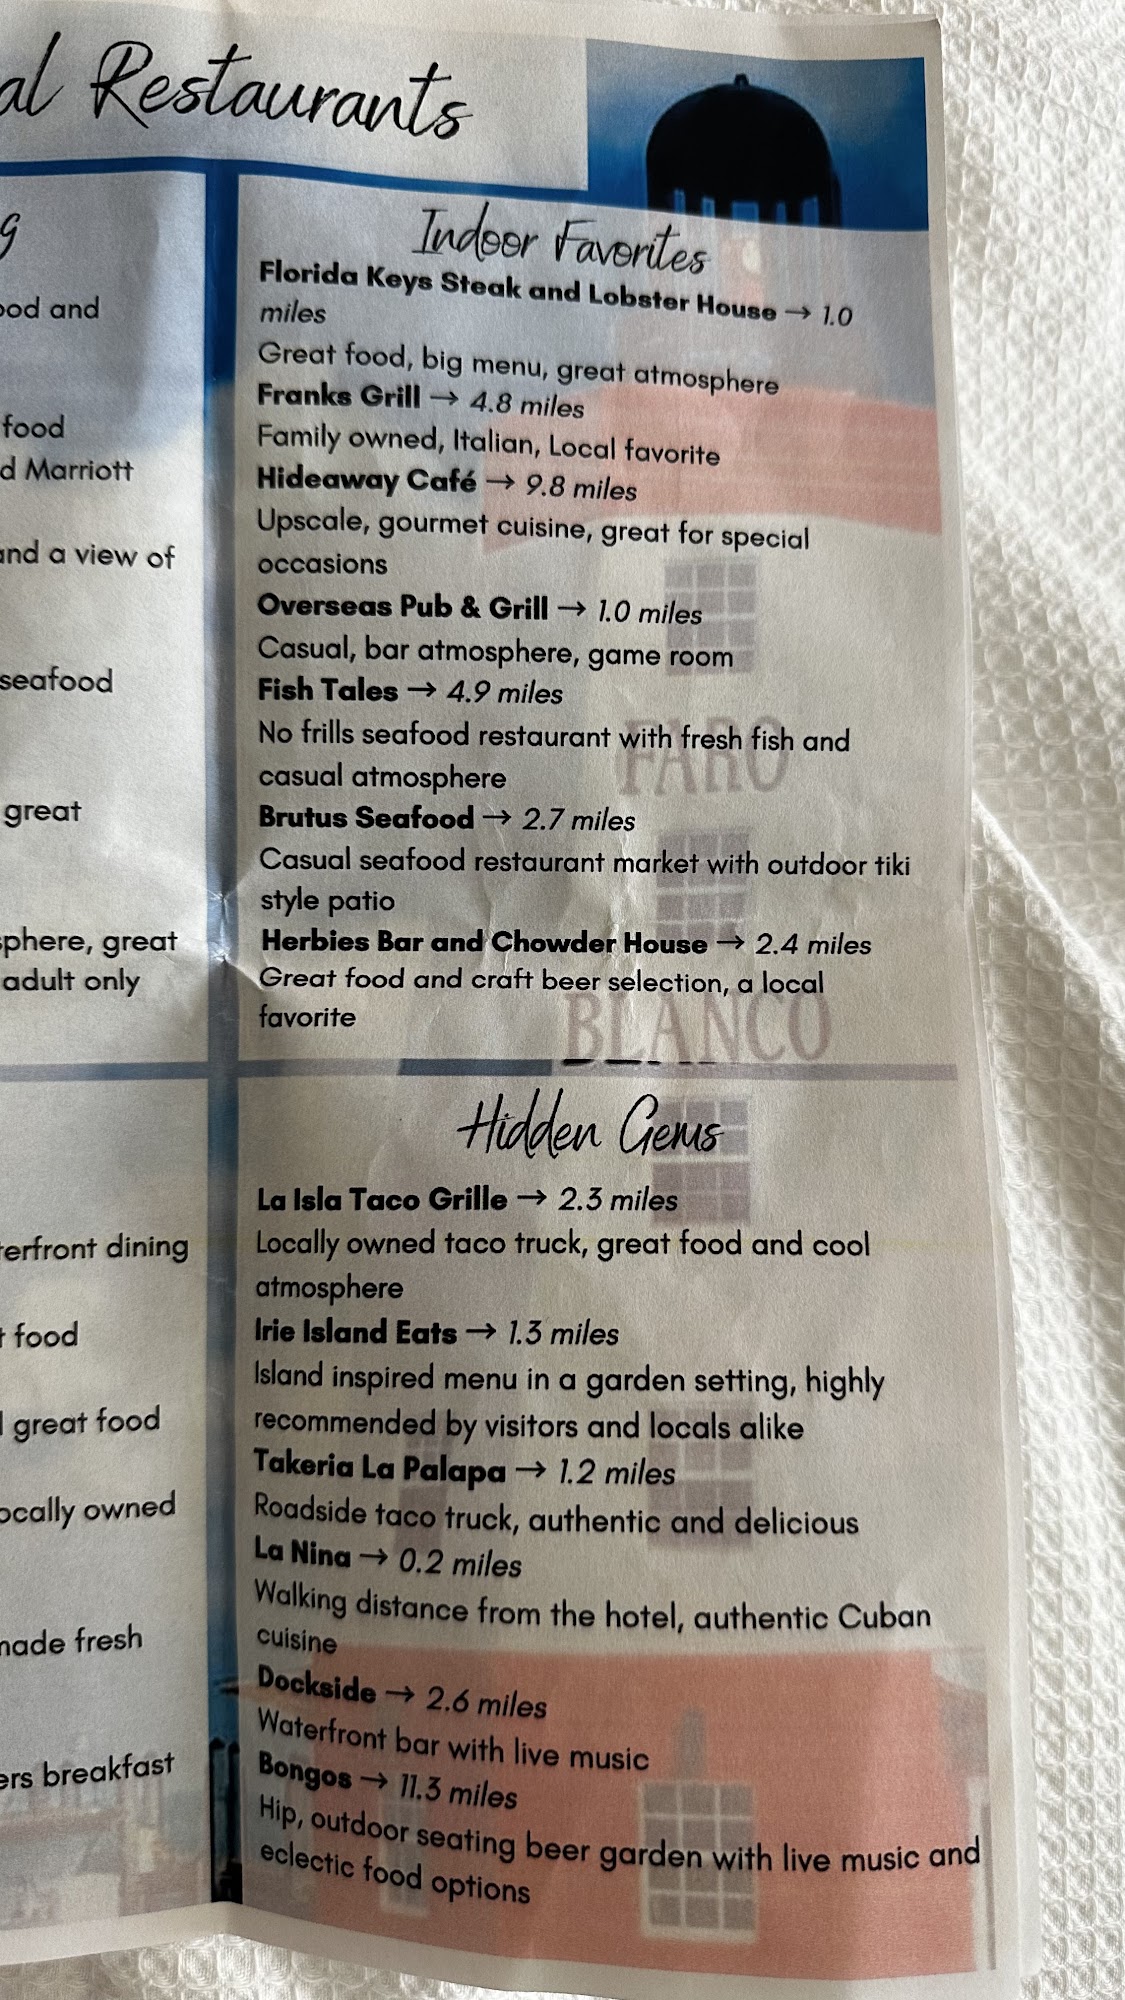 al Restaurants
g
ood and
food
d Marriott
and a view of
seafood
great
sphere, great
adult only
terfront dining
t food
l great food
ocally owned
made fresh
ers breakfast
Indoor Favorites
Florida Keys Steak and Lobster House → 1.0
miles
Great food, big menu, great atmosphere
Franks Grill → 4.8 miles
Family owned, Italian, Local favorite
Hideaway Café → 9.8 miles
Upscale, gourmet cuisine, great for special
occasions
Overseas Pub & Grill → 1.0 miles
Casual, bar atmosphere, game room
Fish Tales → 4.9 miles
No frills seafood restaurant with fresh fish and
casual atmosphere
Brutus Seafood → 2.7 miles
Casual seafood restaurant market with outdoor tiki
style patio
Herbies Bar and Chowder House → 2.4 miles
Great food and craft beer selection, a local
favorite
FARO
BLANCO
Hidden Gems
La Isla Taco Grille → 2.3 miles
Locally owned taco truck, great food and cool
atmosphere
Irie Island Eats → 1.3 miles
Island inspired menu in a garden setting, highly
recommended by visitors and locals alike
Takeria La Palapa → 1.2 miles
Roadside taco truck, authentic and delicious
La Nina → 0.2 miles
Walking distance from the hotel, authentic Cuban
cuisine
Dockside → 2.6 miles
Waterfront bar with live music
Bongos → 11.3 miles
Hip, outdoor seating beer garden with live music and
eclectic food options